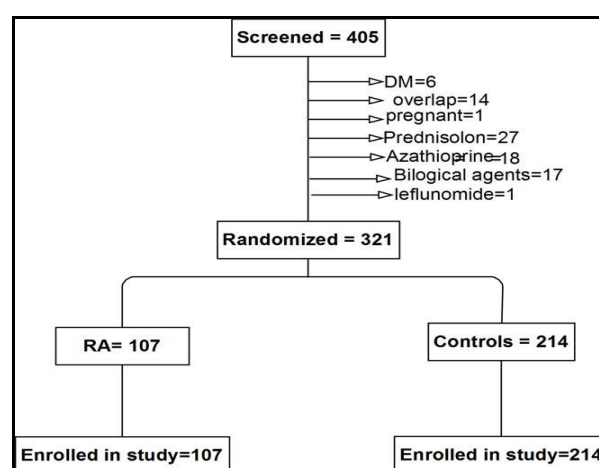 Screened = 405
DM=6
overlap=14
pregnant=1
Prednisolon=27
Azathioprine= =18
Bilogical agents=17
leflunomide=1
Randomized = 321
RA= 107
Controls = 214
Enrolled in study=107
Enrolled in study=214